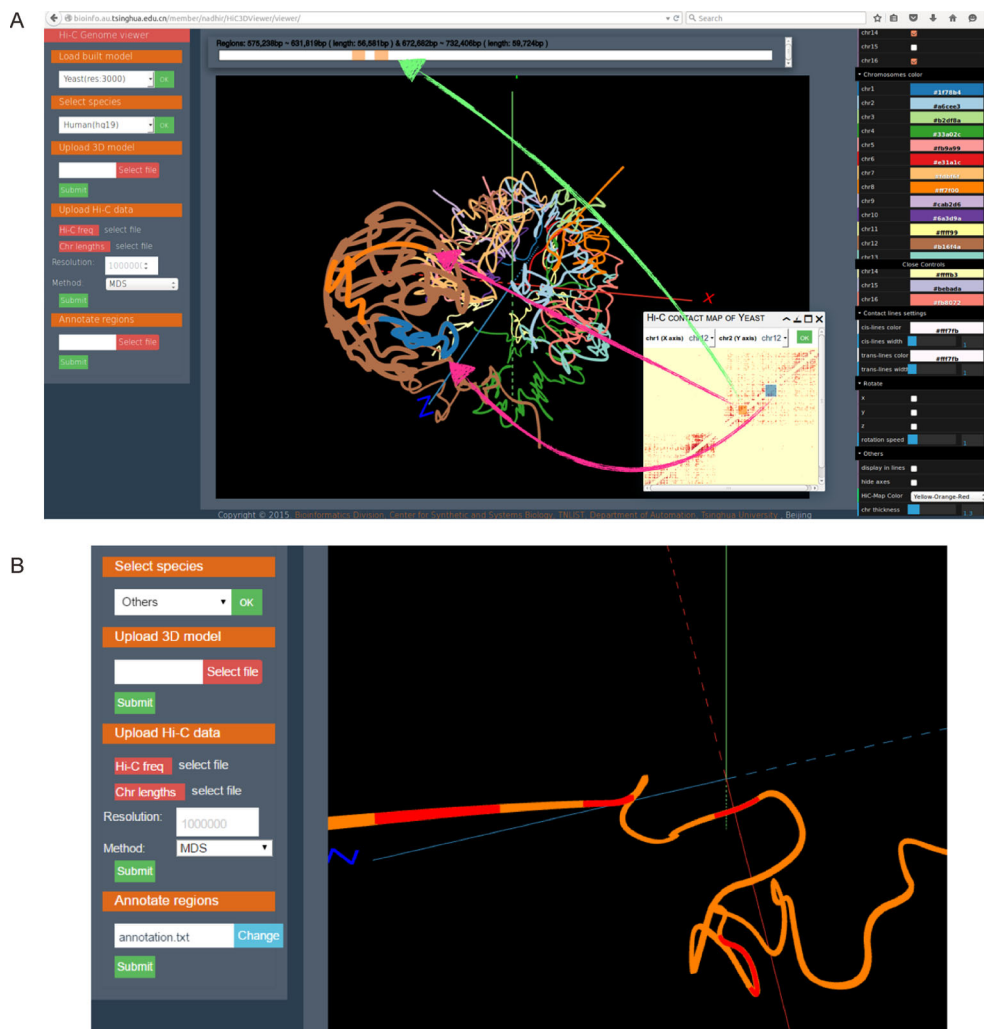 A
bioinfo.au.tsinghua.edu.cn/member/nadhir/HiC3DViewer/viewer/
Search
Hi-C Genome viewer
Load built model
Yeast(res:3000) OK
Select species
Human(hg19) OK
Upload 3D model
Select file
Submit
Upload Hi-C data
Hi-C freq select file
Chr lengths select file
Resolution:
Method: MDS
Submit
Annotate regions
Select file
Submit
Regions: 575,238bp ~ 631,819bp ( length: 56,581bp ) & 672,682bp ~ 732,406bp ( length: 59,724bp )
X
Z
HI-C CONTACT MAP OF YEAST
chr1 (X axis) chr12 chr2 (Y axis) chr12 OK
chr14
chr15
chr16
Chromosomes color
chr1 #1f78b4
chr2 #a6cee3
chr3 #b2df8a
chr4 #33a02c
chr5 #fb9a99
chr6 #e31a1c
chr7
chr8 #ff7f00
chr9 #cab2d6
chr10 #6a3d9a
chr11 #ffff99
chr12 #b16f4a
chr13
Close Controls
chr14 #ffffb3
chr15 #bebada
chr16 #fb8072
Contact lines settings
cis-lines color #fff7fb
cis-lines width 1
trans-lines color #fff7fb
trans-lines width 1
Rotate
x
y
z
rotation speed 1
Others
display in lines
hide axes
HiC-Map Color Yellow-Orange-Red
chr thickness 1.3
Copyright © 2015, Bioinformatics Division, Center for Synthetic and Systems Biology, TNLIST, Department of Automation, Tsinghua University , Beijing
B
Select species
Others OK
Upload 3D model
Select file
Submit
Upload Hi-C data
Hi-C freq select file
Chr lengths select file
Resolution: 1000000
Method: MDS
Submit
Annotate regions
annotation.txt Change
Submit
Z